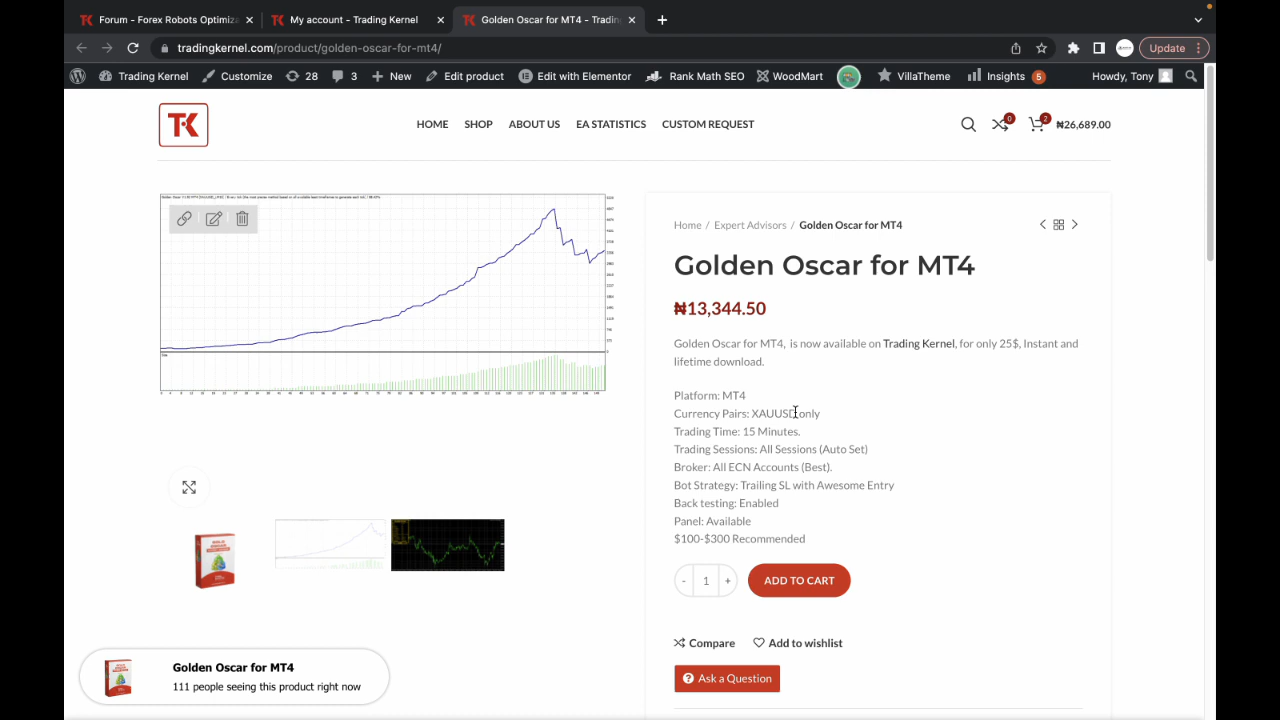 Forum - Forex Robots Optimiza
My account - Trading Kernel
Golden Oscar for MT4 - Tradin
tradingkernel.com/product/golden-oscar-for-mt4/
Update
Trading Kernel
Customize
28
3
New
Edit product
Edit with Elementor
Rank Math SEO
WoodMart
VillaTheme
Insights 5
Howdy, Tony
TK
HOME
SHOP
ABOUT US
EA STATISTICS
CUSTOM REQUEST
0
2
₦26,689.00
Home / Expert Advisors / Golden Oscar for MT4
Golden Oscar for MT4
₦13,344.50
Golden Oscar for MT4, is now available on Trading Kernel, for only 25$, Instant and
lifetime download.
Platform: MT4
Currency Pairs: XAUUSD only
Trading Time: 15 Minutes.
Trading Sessions: All Sessions (Auto Set)
Broker: All ECN Accounts (Best).
Bot Strategy: Trailing SL with Awesome Entry
Back testing: Enabled
Panel: Available
$100-$300 Recommended
- 1 +
ADD TO CART
Compare
Add to wishlist
Ask a Question
Golden Oscar for MT4
111 people seeing this product right now